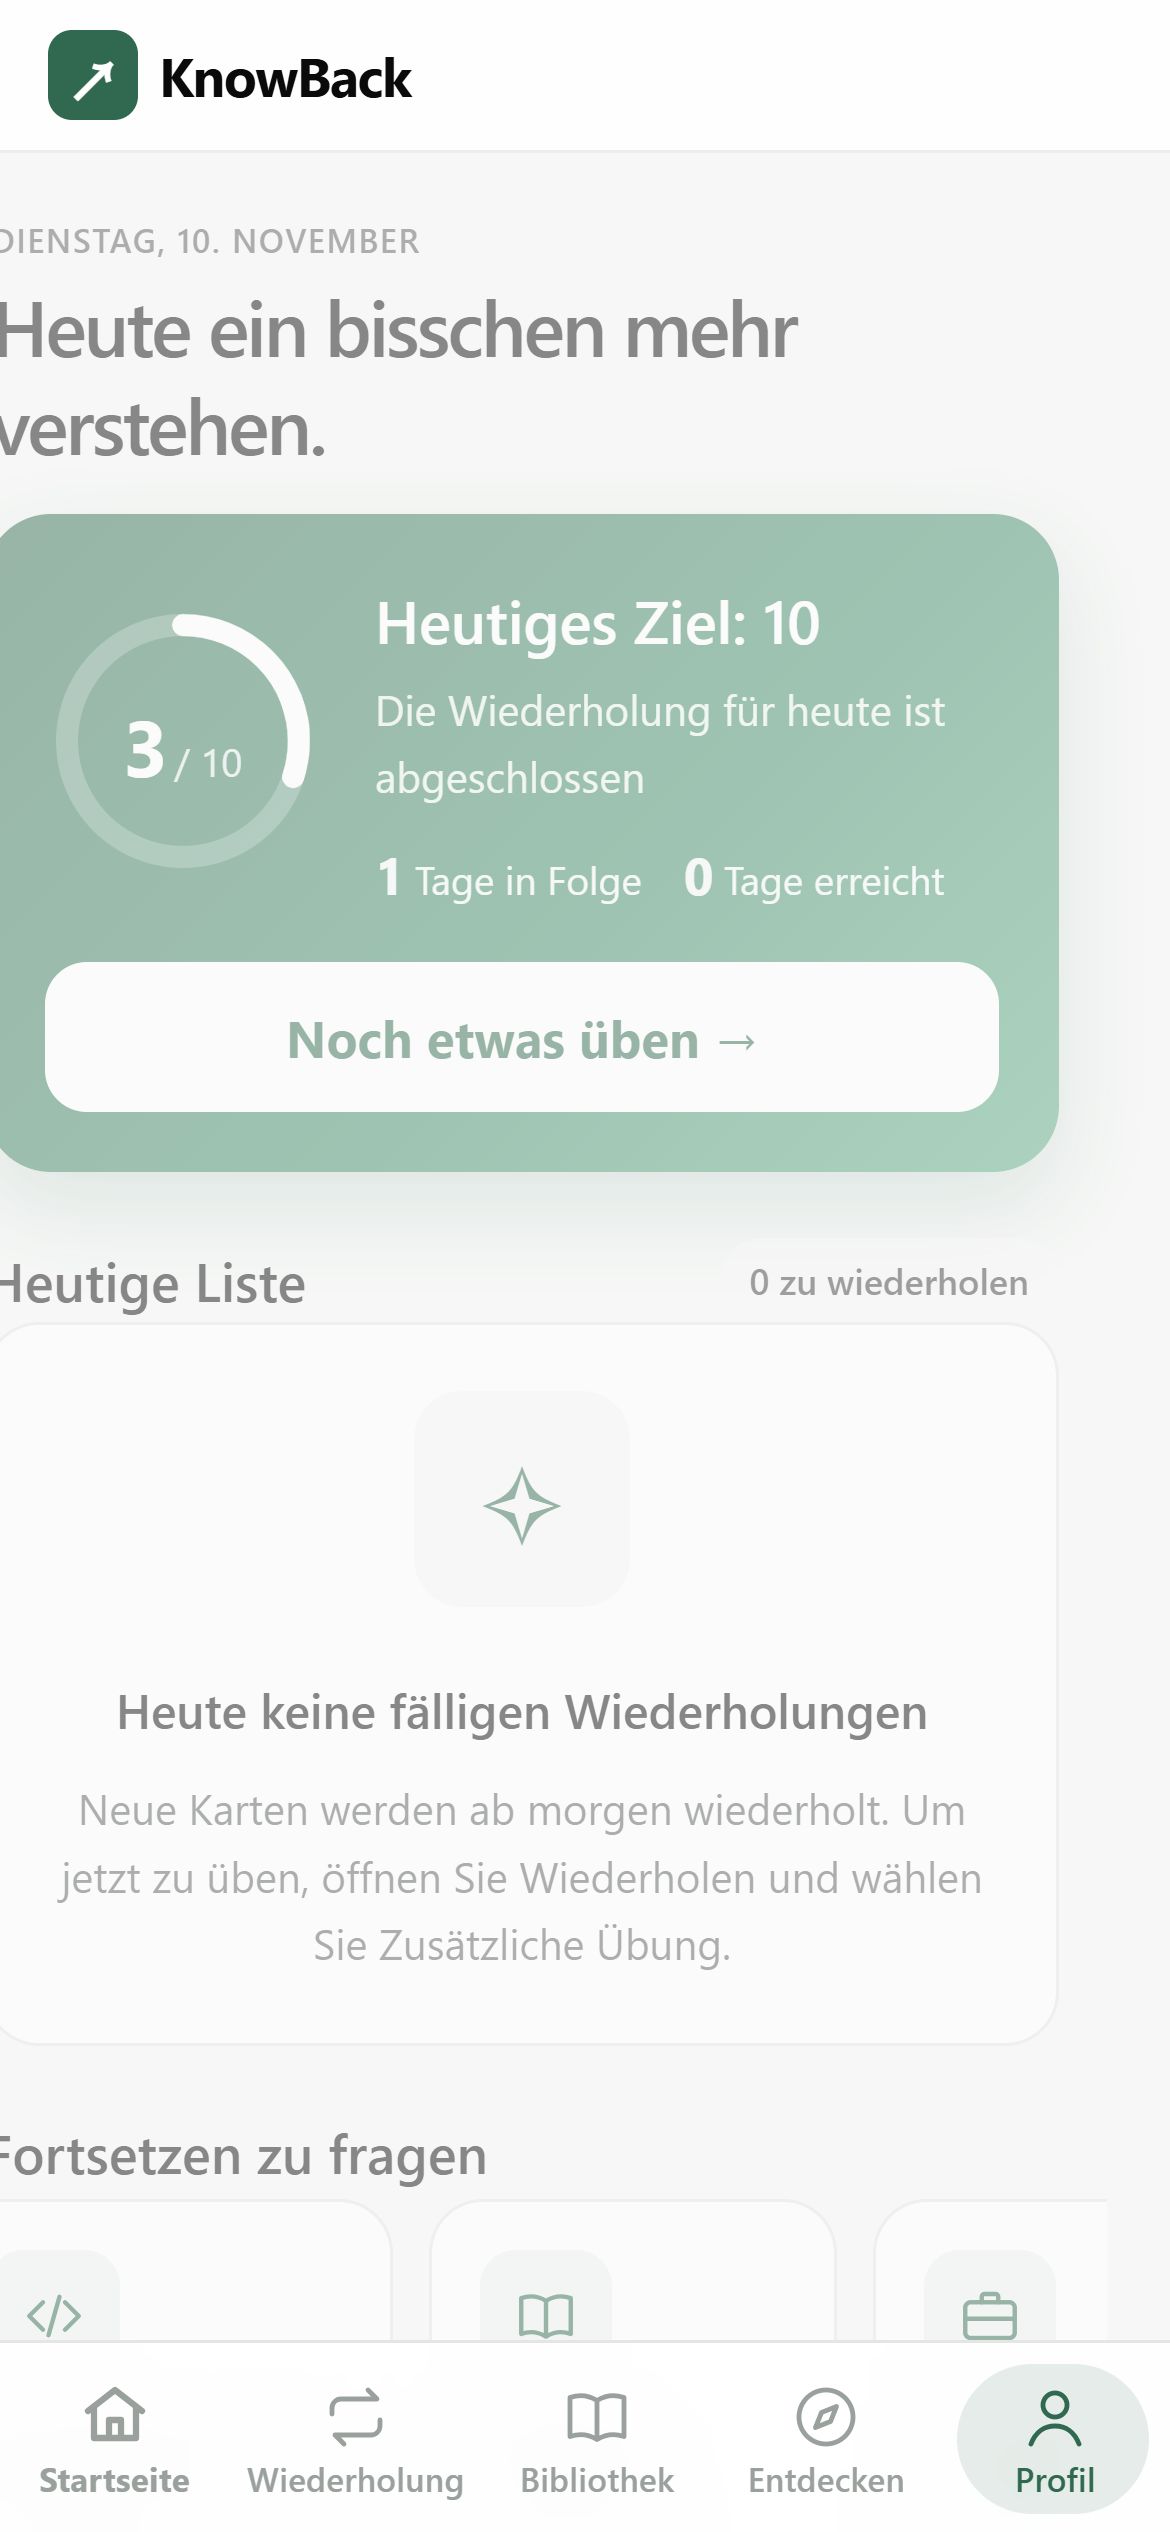 KnowBack
DIENSTAG, 10. NOVEMBER
Heute ein bisschen mehr
verstehen.
Heutiges Ziel: 10
3 / 10
Die Wiederholung für heute ist
abgeschlossen
1 Tage in Folge 0 Tage erreicht
Noch etwas üben →
Heutige Liste
0 zu wiederholen
Heute keine fälligen Wiederholungen
Neue Karten werden ab morgen wiederholt. Um
jetzt zu üben, öffnen Sie Wiederholen und wählen
Sie Zusätzliche Übung.
Fortsetzen zu fragen
Startseite
Wiederholung
Bibliothek
Entdecken
Profil